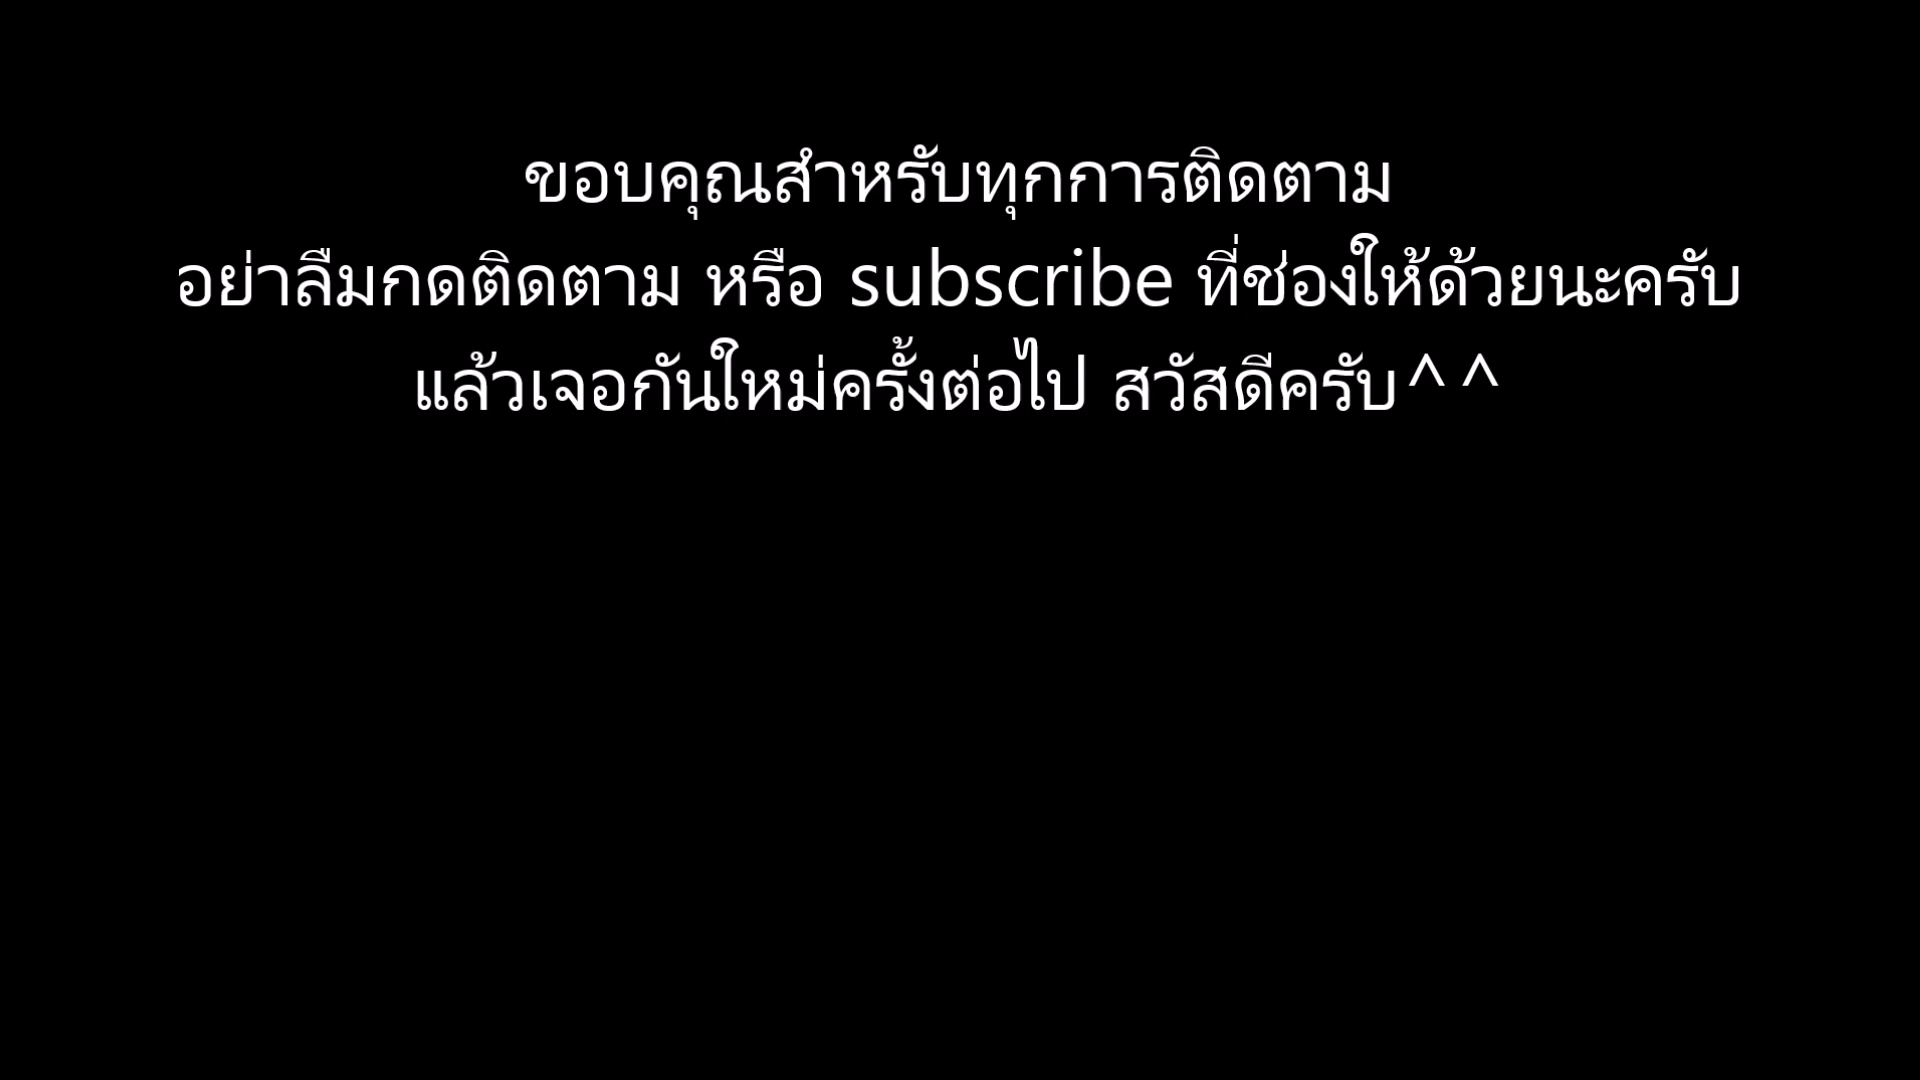 ขอบคุณสำหรับทุกการติดตาม
อย่าลืมกดติดตาม หรือ subscribe ที่ช่องให้ด้วยนะครับ
แล้วเจอกันใหม่ครั้งต่อไป สวัสดีครับ^ ^